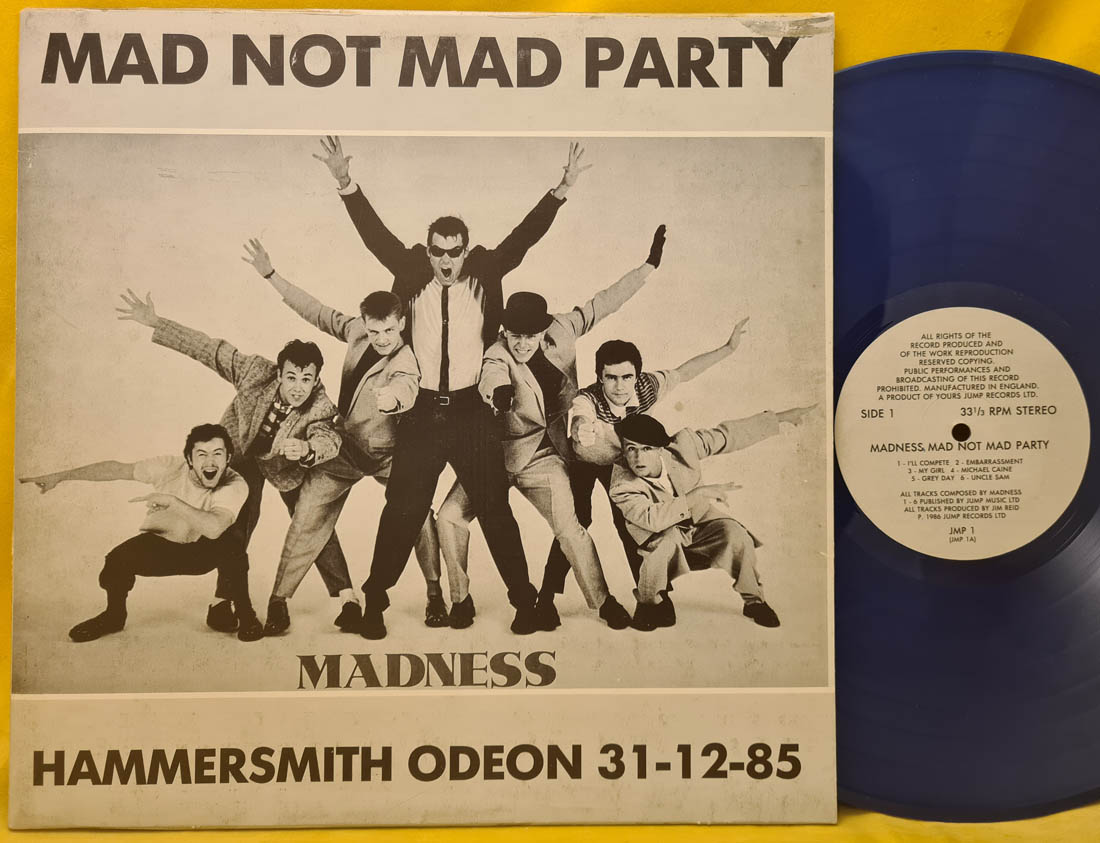 MAD NOT MAD PARTY
MADNESS
HAMMERSMITH ODEON 31-12-85
ALL RIGHTS OF THE
RECORD PRODUCED AND
OF THE WORK REPRODUCTION
RESERVED COPYING.
PUBLIC PERFORMANCES AND
BROADCASTING OF THIS RECORD
PROHIBITED. MANUFACTURED IN ENGLAND.
A PRODUCT OF YOURS JUMP RECORDS LTD.
SIDE 1 33 1/3 RPM STEREO
MADNESS, MAD NOT MAD PARTY
1 - I'LL COMPETE 2 - EMBARRASSMENT
3 - MY GIRL 4 - MICHAEL CAINE
5 - GREY DAY 6 - UNCLE SAM
ALL TRACKS COMPOSED BY MADNESS
1 - 6 PUBLISHED BY JUMP MUSIC LTD
ALL TRACKS PRODUCED BY JIM REID
P. 1986 JUMP RECORDS LTD
JMP 1
(JMP 1A)